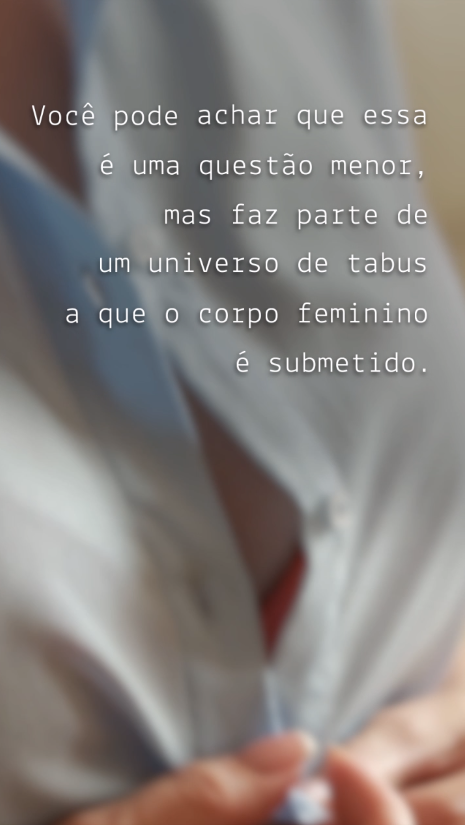 Você pode achar que essa
é uma questão menor,
mas faz parte de
um universo de tabus
a que o corpo feminino
é submetido.